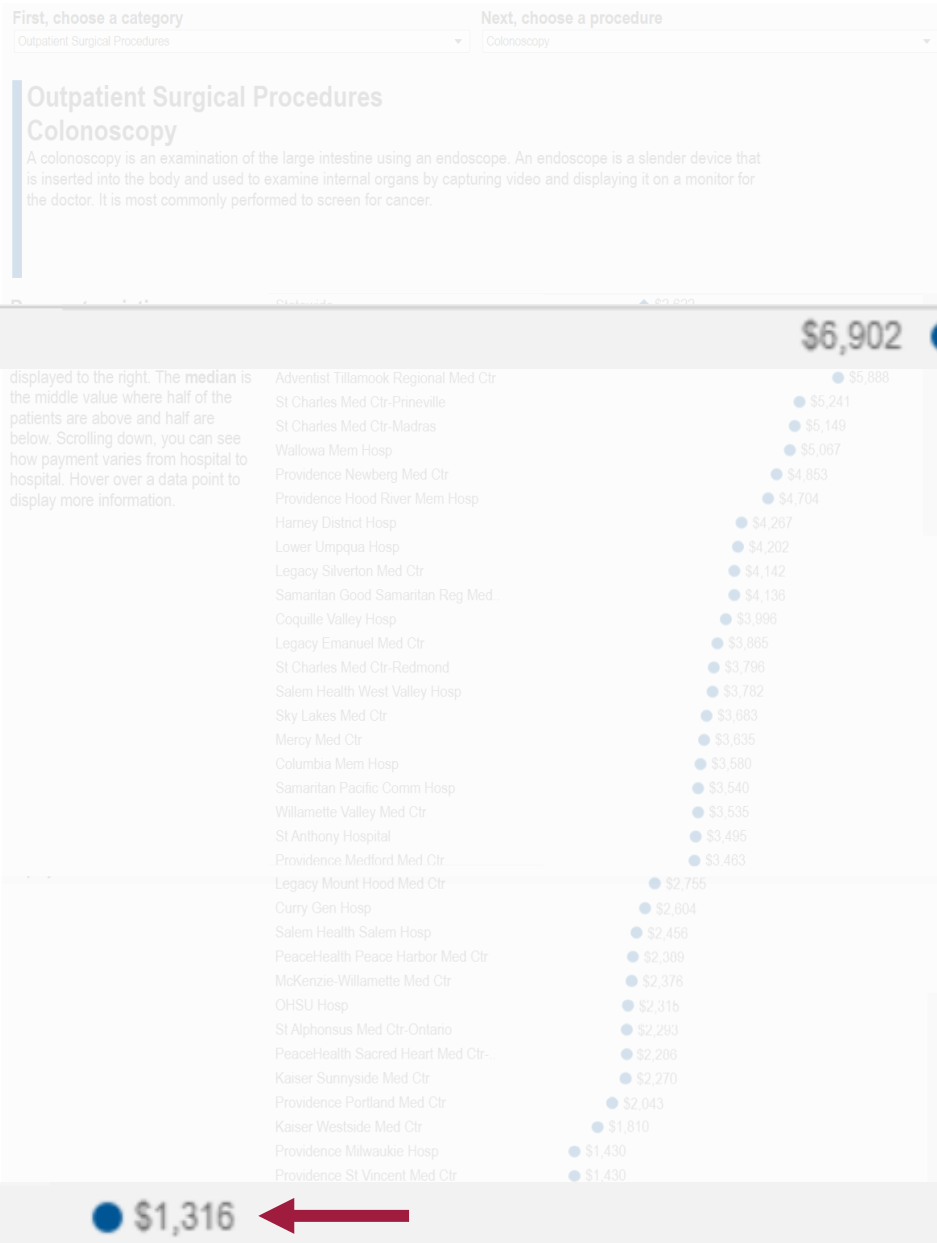 First, choose a category
Next, choose a procedure
Outpatient Surgical Procedures
Colonoscopy
Outpatient Surgical Procedures
Colonoscopy
A colonoscopy is an examination of the large intestine using an endoscope. An endoscope is a slender device that
is inserted into the body and used to examine internal organs by capturing video and displaying it on a monitor for
the doctor. It is most commonly performed to screen for cancer.
Statewide
$6,902
displayed to the right. The median is
the middle value where half of the
patients are above and half are
below. Scrolling down, you can see
how payment varies from hospital to
hospital. Hover over a data point to
display more information.
Adventist Tillamook Regional Med Ctr $5,888
St Charles Med Ctr-Prineville $5,241
St Charles Med Ctr-Madras $5,149
Wallowa Mem Hosp $5,067
Providence Newberg Med Ctr $4,853
Providence Hood River Mem Hosp $4,704
Harney District Hosp $4,267
Lower Umpqua Hosp $4,202
Legacy Silverton Med Ctr $4,142
Samaritan Good Samaritan Reg Med. $4,136
Coquille Valley Hosp $3,996
Legacy Emanuel Med Ctr $3,865
St Charles Med Ctr-Redmond $3,796
Salem Health West Valley Hosp $3,782
Sky Lakes Med Ctr $3,683
Mercy Med Ctr $3,635
Columbia Mem Hosp $3,580
Samaritan Pacific Comm Hosp $3,540
Willamette Valley Med Ctr $3,535
St Anthony Hospital $3,495
Providence Medford Med Ctr $3,463
Legacy Mount Hood Med Ctr $2,755
Curry Gen Hosp $2,604
Salem Health Salem Hosp $2,456
PeaceHealth Peace Harbor Med Ctr $2,389
McKenzie-Willamette Med Ctr $2,376
OHSU Hosp $2,315
St Alphonsus Med Ctr-Ontario $2,293
PeaceHealth Sacred Heart Med Ctr-.. $2,286
Kaiser Sunnyside Med Ctr $2,270
Providence Portland Med Ctr $2,043
Kaiser Westside Med Ctr $1,810
Providence Milwaukie Hosp $1,430
Providence St Vincent Med Ctr $1,430
$1,316